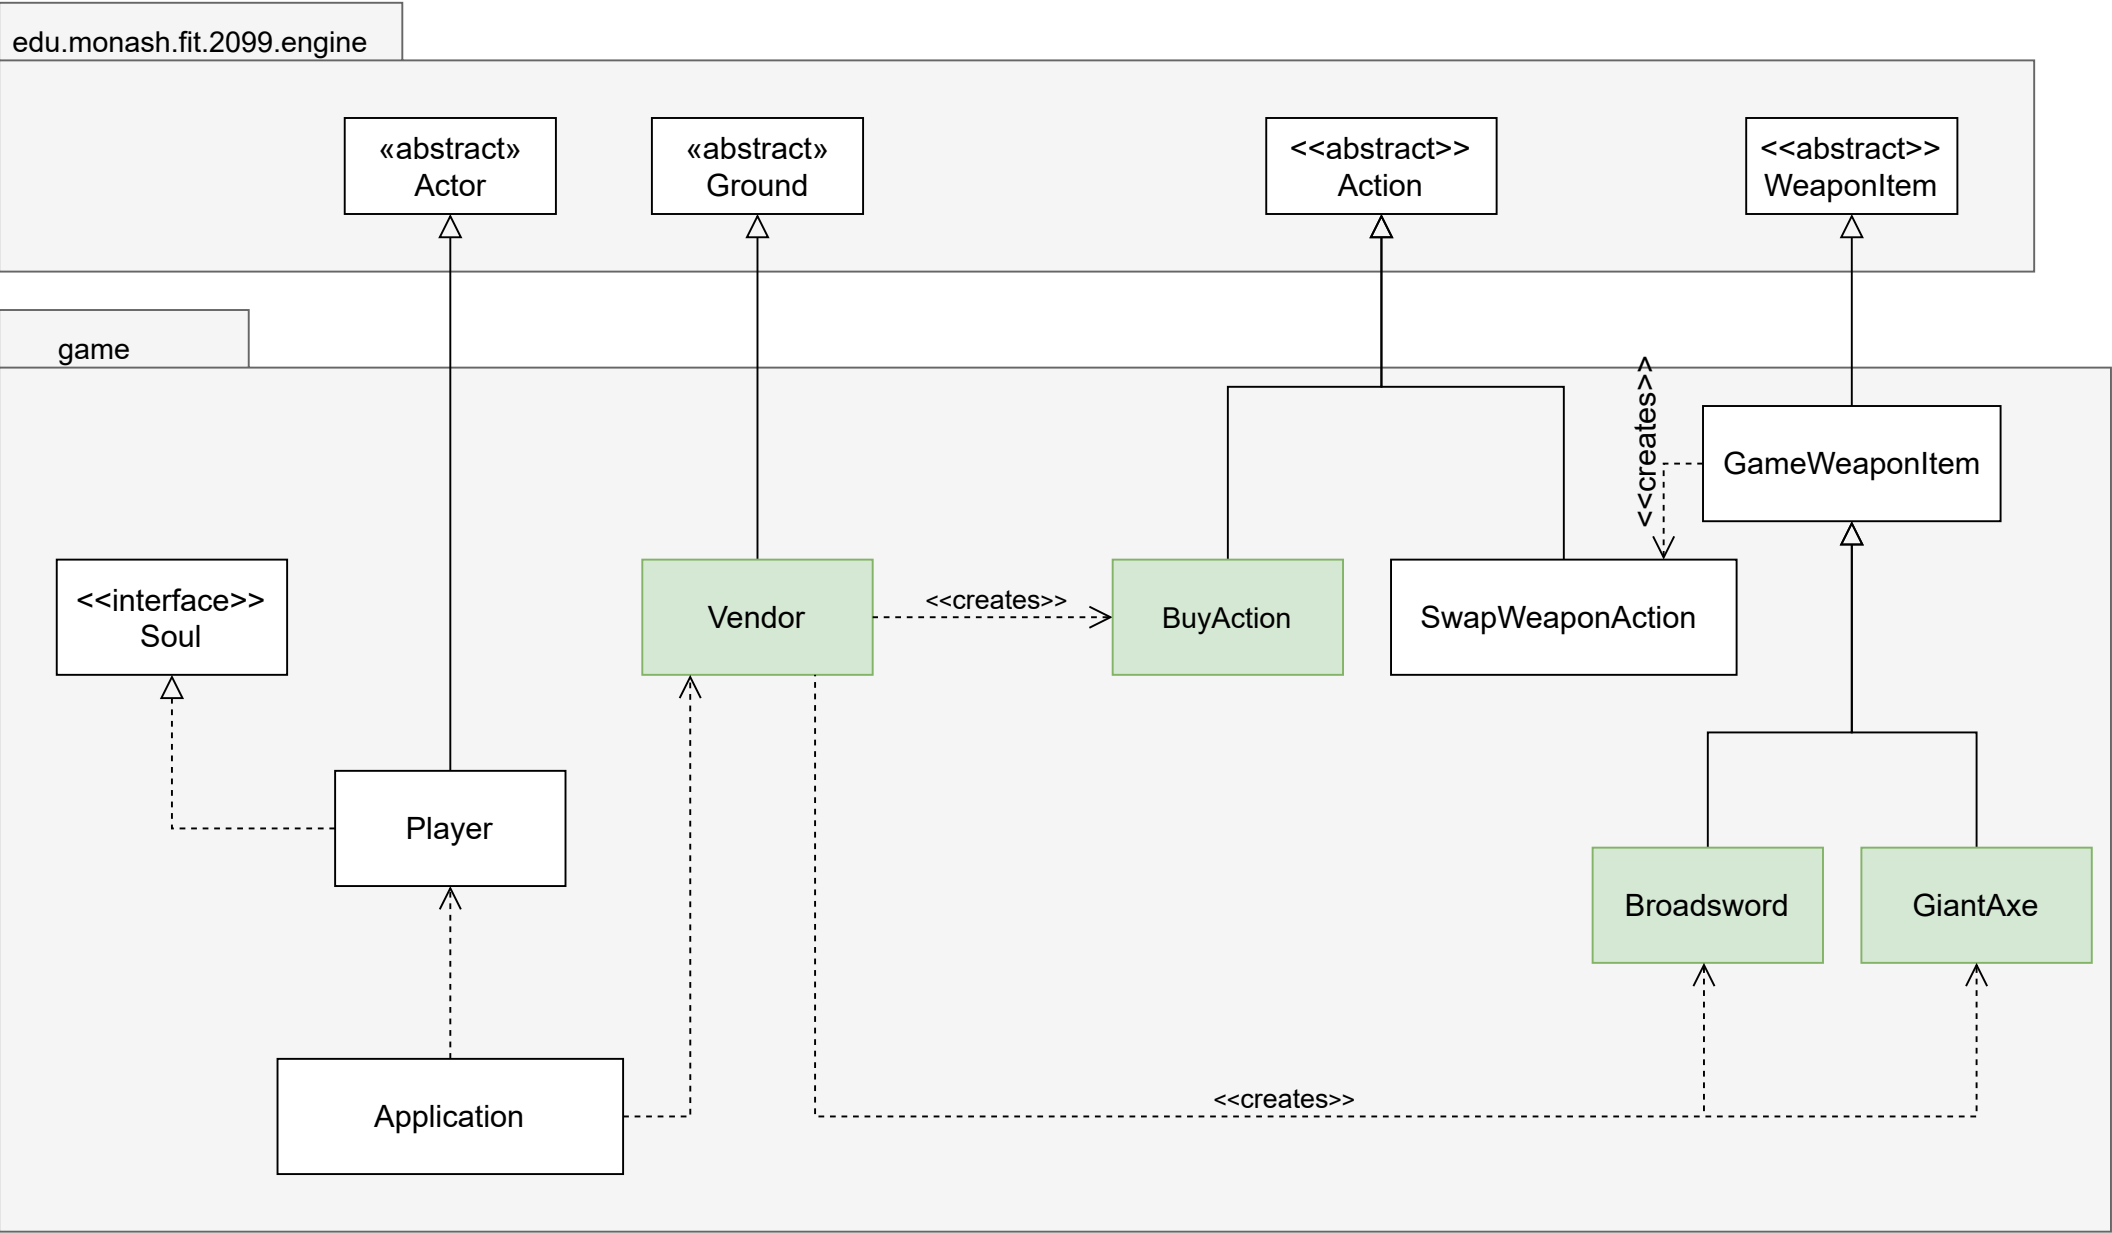 edu.monash.fit.2099.engine
«abstract»
Actor
«abstract»
Ground
<<abstract>>
Action
<<abstract>>
WeaponItem
game
<<creates>>
GameWeaponItem
<<interface>>
Soul
Vendor
<<creates>>
BuyAction
SwapWeaponAction
Player
Broadsword
GiantAxe
Application
<<creates>>